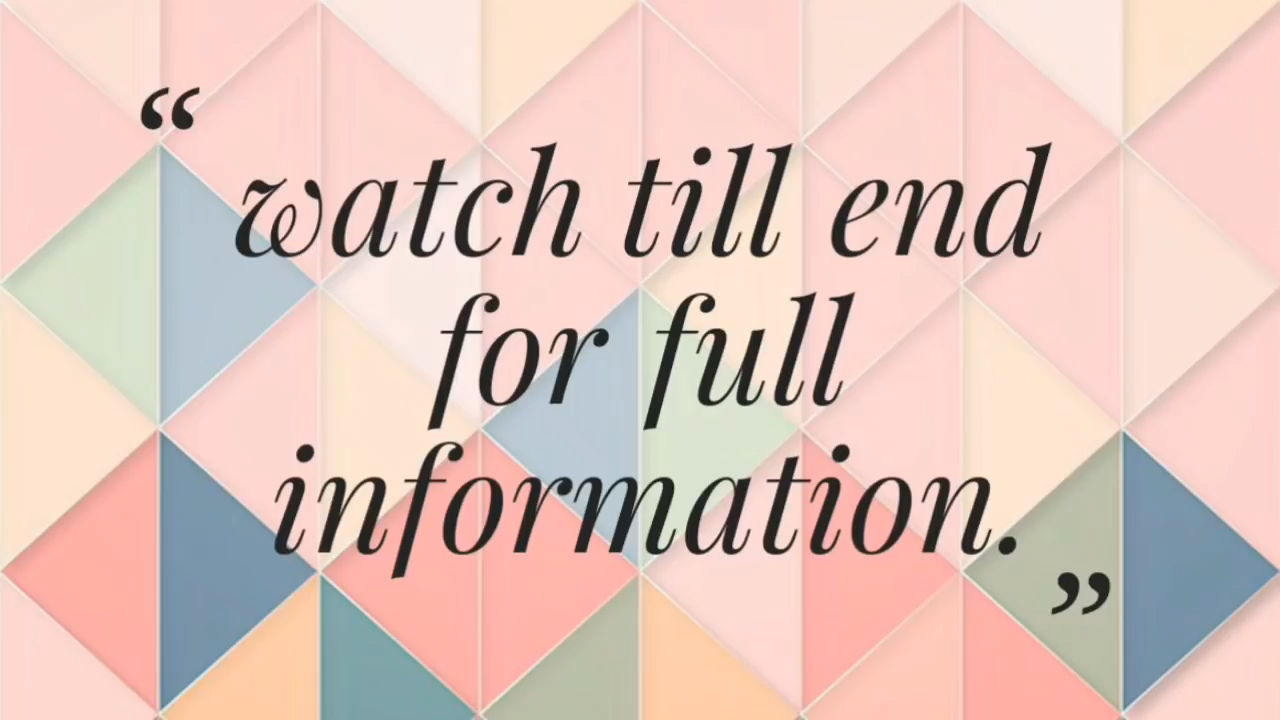 “
watch till end
for full
information.
”